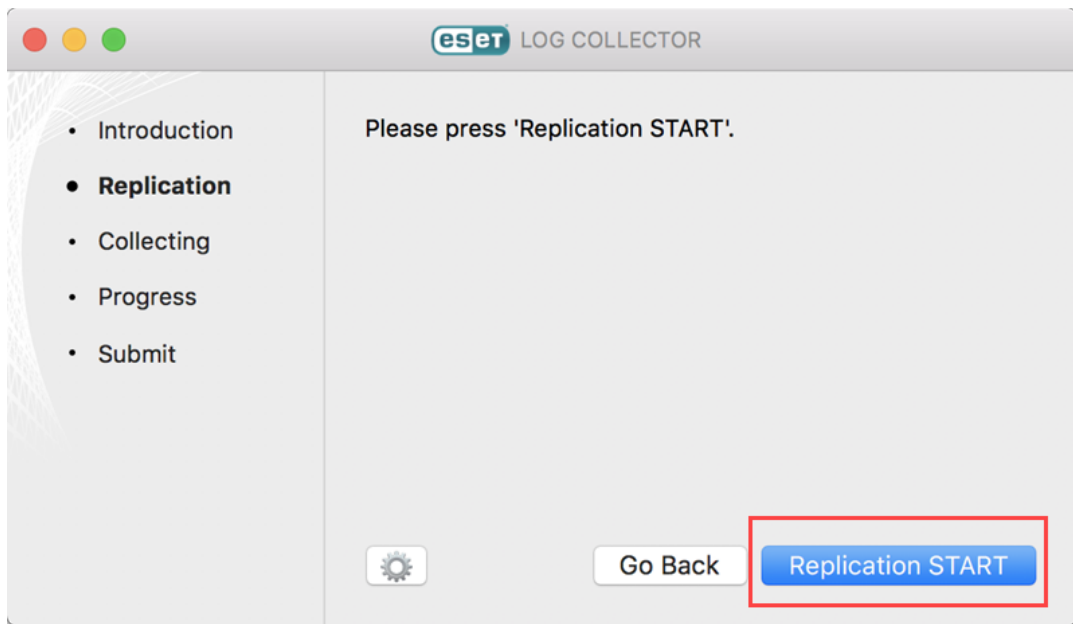 eset LOG COLLECTOR
Introduction
Replication
Collecting
Progress
Submit
Please press 'Replication START'.
Go Back
Replication START